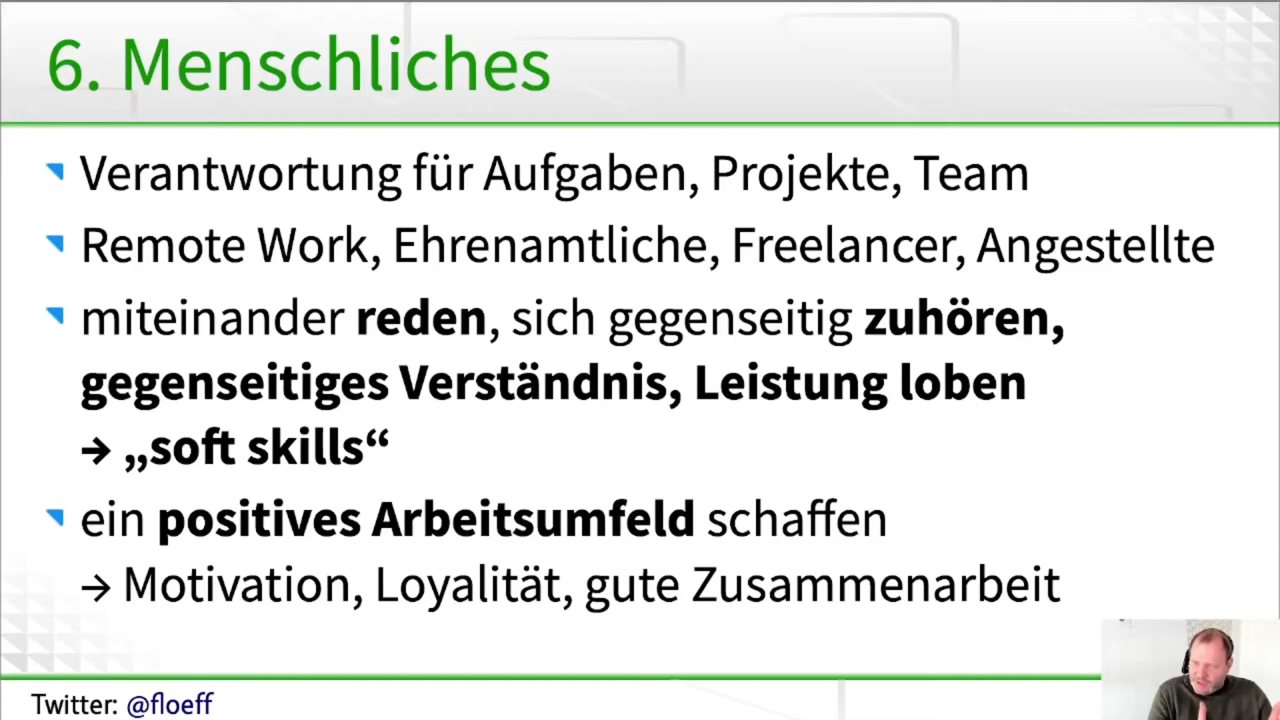 6. Menschliches
Verantwortung für Aufgaben, Projekte, Team
Remote Work, Ehrenamtliche, Freelancer, Angestellte
miteinander reden, sich gegenseitig zuhören,
gegenseitiges Verständnis, Leistung loben
→ „soft skills“
ein positives Arbeitsumfeld schaffen
→ Motivation, Loyalität, gute Zusammenarbeit
Twitter: @floeff